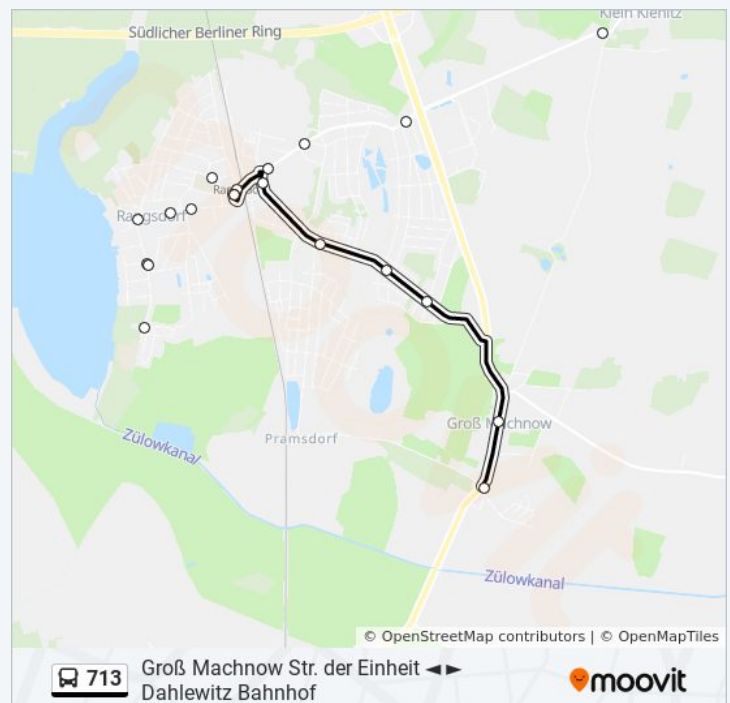 Klein Kienitz
Südlicher Berliner Ring
Rangsdorf
Groß Machnow
Pramsdorf
Zülowkanal
Zülowkanal
© OpenStreetMap contributors | © OpenMapTiles
713
Groß Machnow Str. der Einheit ◄►
Dahlewitz Bahnhof
moovit